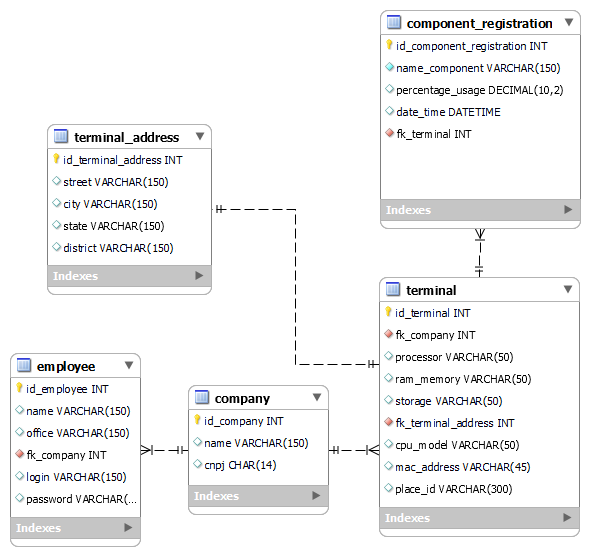 component_registration
id_component_registration INT
name_component VARCHAR(150)
percentage_usage DECIMAL(10,2)
date_time DATETIME
fk_terminal INT
Indexes
terminal_address
id_terminal_address INT
street VARCHAR(150)
city VARCHAR(150)
state VARCHAR(150)
district VARCHAR(150)
Indexes
terminal
id_terminal INT
fk_company INT
processor VARCHAR(50)
ram_memory VARCHAR(50)
storage VARCHAR(50)
fk_terminal_address INT
cpu_model VARCHAR(50)
mac_address VARCHAR(45)
place_id VARCHAR(300)
Indexes
employee
id_employee INT
name VARCHAR(150)
office VARCHAR(150)
fk_company INT
login VARCHAR(150)
password VARCHAR(...
Indexes
company
id_company INT
name VARCHAR(150)
cnpj CHAR(14)
Indexes